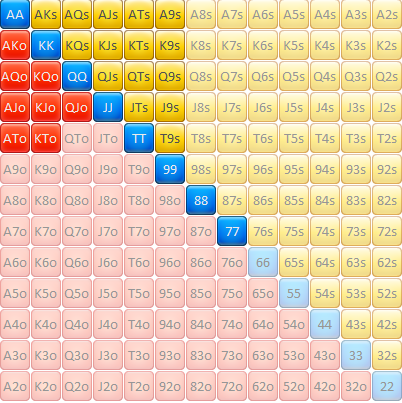 AA AKs AQs AJs ATs A9s A8s A7s A6s A5s A4s A3s A2s
AKo KK KQs KJs KTs K9s K8s K7s K6s K5s K4s K3s K2s
AQo KQo QQ QJs QTs Q9s Q8s Q7s Q6s Q5s Q4s Q3s Q2s
AJo KJo QJo JJ JTs J9s J8s J7s J6s J5s J4s J3s J2s
ATo KTo QTo JTo TT T9s T8s T7s T6s T5s T4s T3s T2s
A9o K9o Q9o J9o T9o 99 98s 97s 96s 95s 94s 93s 92s
A8o K8o Q8o J8o T8o 98o 88 87s 86s 85s 84s 83s 82s
A7o K7o Q7o J7o T7o 97o 87o 77 76s 75s 74s 73s 72s
A6o K6o Q6o J6o T6o 96o 86o 76o 66 65s 64s 63s 62s
A5o K5o Q5o J5o T5o 95o 85o 75o 65o 55 54s 53s 52s
A4o K4o Q4o J4o T4o 94o 84o 74o 64o 54o 44 43s 42s
A3o K3o Q3o J3o T3o 93o 83o 73o 63o 53o 43o 33 32s
A2o K2o Q2o J2o T2o 92o 82o 72o 62o 52o 42o 32o 22